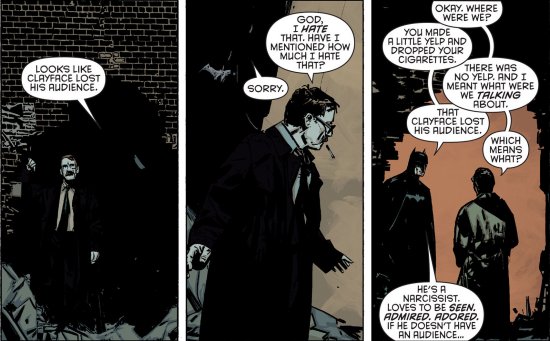 LOOKS LIKE
CLAYFACE LOST
HIS AUDIENCE.
GOD,
I HATE
THAT. HAVE I
MENTIONED HOW
MUCH I HATE
THAT?
SORRY.
OKAY. WHERE
WERE WE?
YOU MADE
A LITTLE YELP AND
DROPPED YOUR
CIGARETTES.
THERE WAS
NO YELP. AND I
MEANT WHAT WERE
WE TALKING
ABOUT.
THAT
CLAYFACE LOST
HIS AUDIENCE.
WHICH
MEANS
WHAT?
HE'S A
NARCISSIST.
LOVES TO BE SEEN.
ADMIRED. ADORED.
IF HE DOESN'T HAVE
AN AUDIENCE...